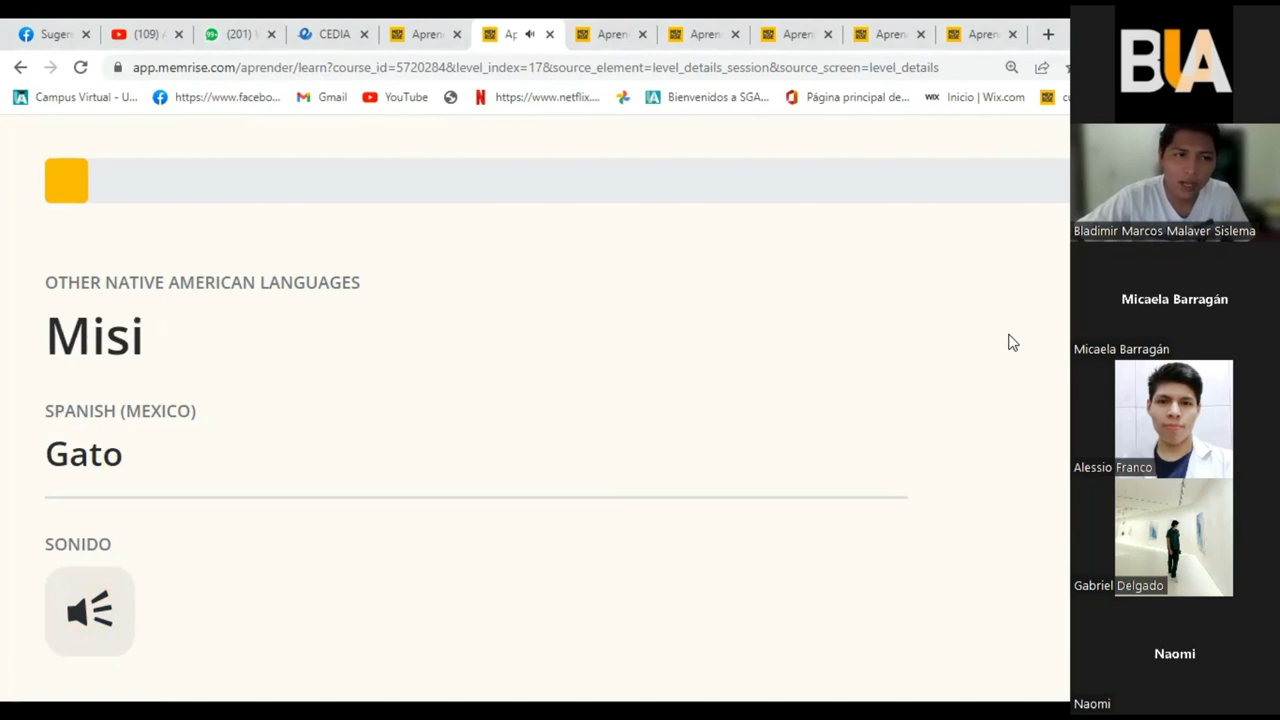 Suger
(109)
(201)
CEDIA
Apren
Ap
Apren
Apren
Apren
Apren
Apren
app.memrise.com/aprender/learn?course_id=5720284&level_index=17&source_element=level_details_session&source_screen=level_details
Campus Virtual - U...
https://www.facebo...
Gmail
YouTube
https://www.netflix....
Bienvenidos a SGA...
Página principal de...
WIX Inicio | Wix.com
OTHER NATIVE AMERICAN LANGUAGES
Misi
SPANISH (MEXICO)
Gato
SONIDO
BUA
Bladimir Marcos Malaver Sislema
Micaela Barragán
Micaela Barragán
Alessio Franco
Gabriel Delgado
Naomi
Naomi